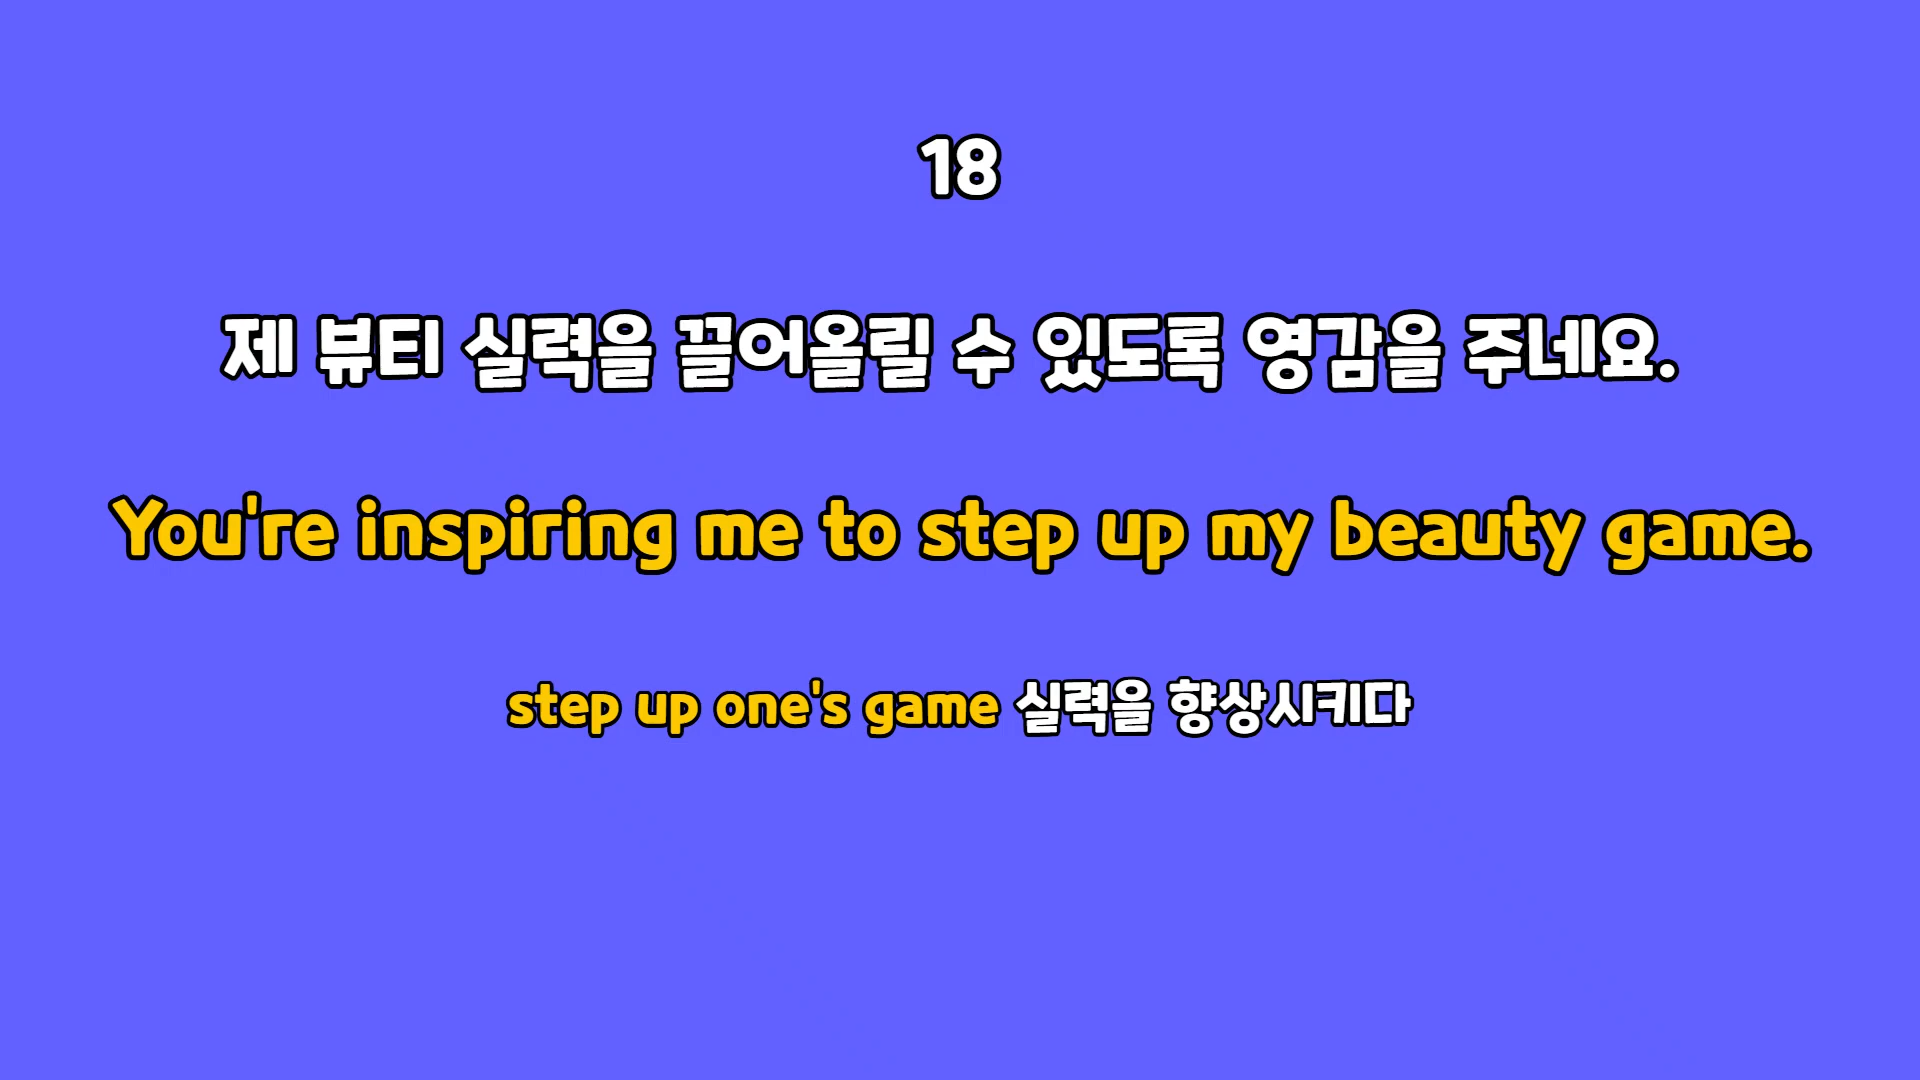 18
제 뷰티 실력을 끌어올릴 수 있도록 영감을 주네요.
You're inspiring me to step up my beauty game.
step up one's game 실력을 향상시키다